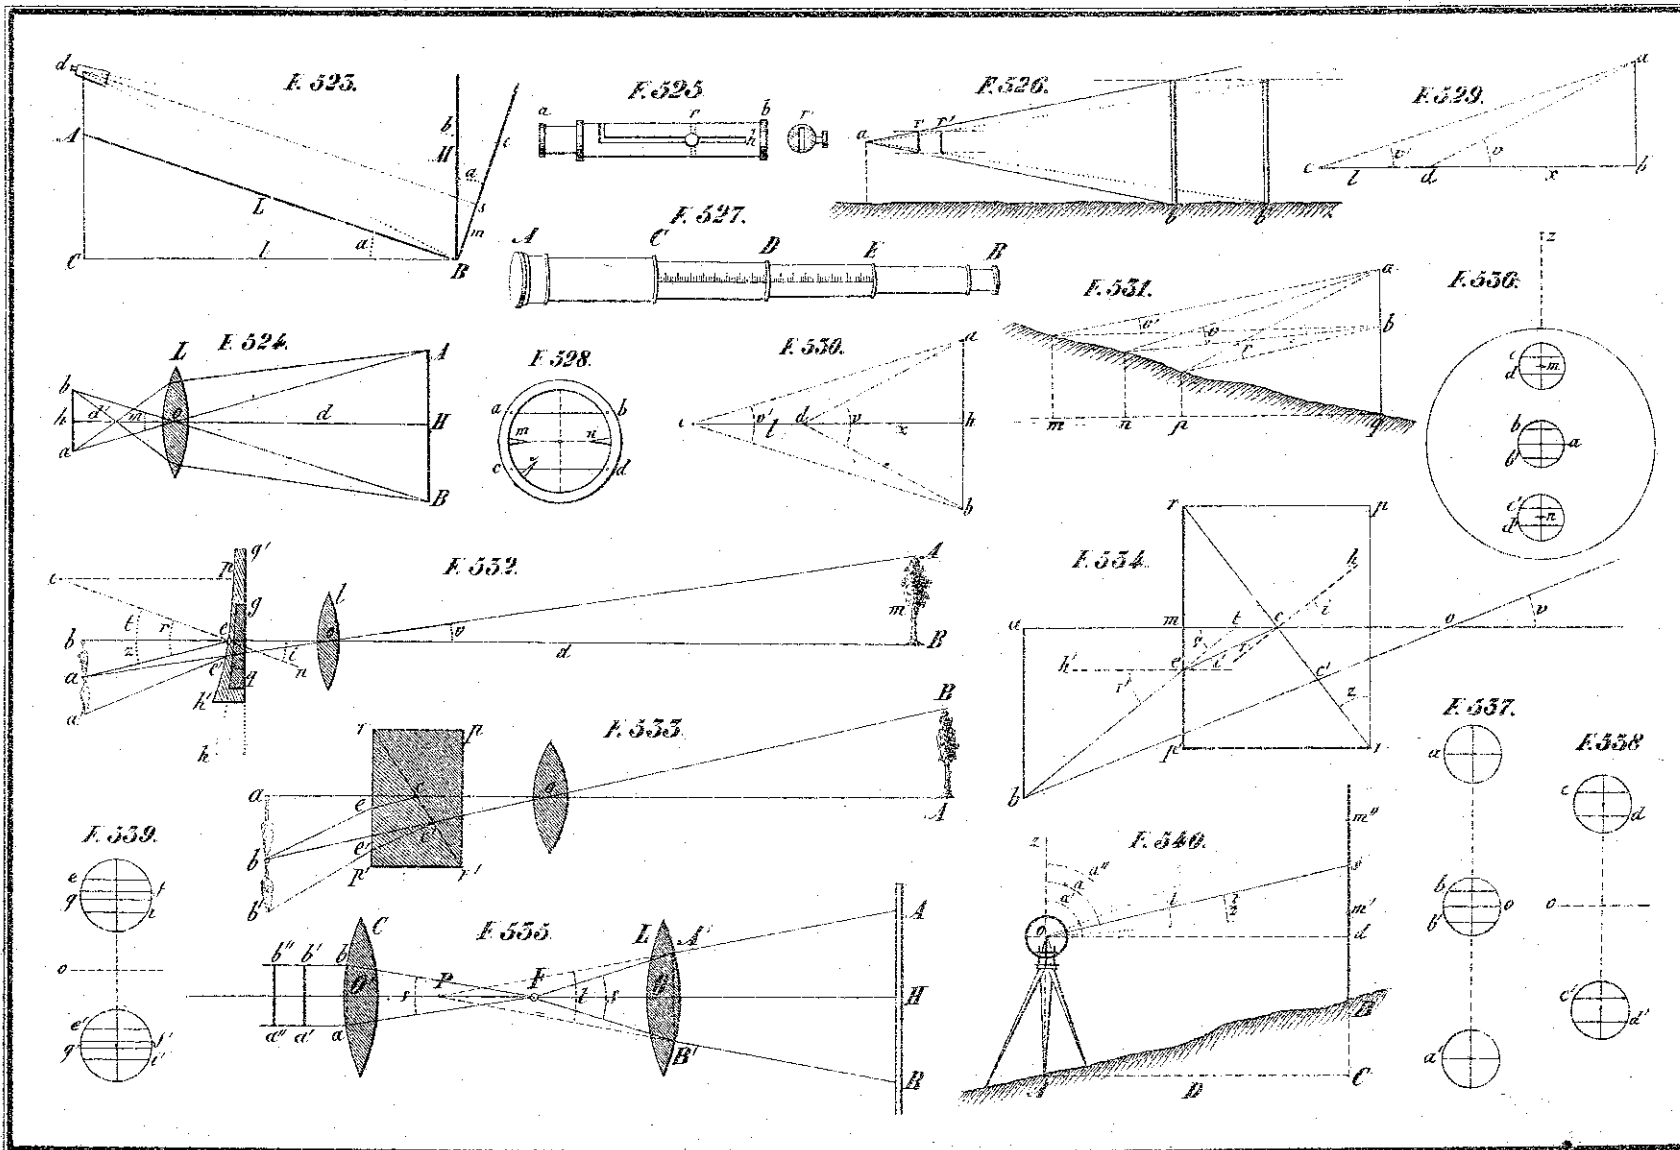 F. 523.
d
A
C
L
l
a
B
b
M
a
c
s
m
F. 525.
a
r
b
h
r
F. 526.
a
r
r'
b
b'
F. 529.
a
c
l
d
x
b
v'
v
F. 527.
A
C
D
E
B
F. 524.
L
A
b
h
d'
m
o
d
H
a
B
F. 528.
a
b
m
n
c
d
F. 530.
a
v'
l
d
v
x
h
b
F. 531.
a
v'
v
b
r
m
n
p
q
F. 536.
z
c
d
m
b
b'
a
c'
d'
n
F. 532.
g'
p
g
l
A
t
b
r
e
z
v
m
B
a
e'
i
n
d
q
a'
h'
h
F. 533.
r
p
B
a
e
c
o
A
b
e'
c'
p'
r'
b'
F. 534.
r
p
h
i
a
m
t
c
o
v
h'
e
i'
c'
r'
z
p'
b
F. 537.
a
b
b'
o
a'
F. 538
c
d
o
c'
d'
F. 539.
e
f
g
i
o
e'
f'
g'
i'
F. 535.
C
L
A'
A
b''
b'
b
O'
P
F
s
t
s
O
H
a''
a'
a
B'
B
F. 540.
m''
z
a''
a
a'
s
m'
o
d
B
A
D
C